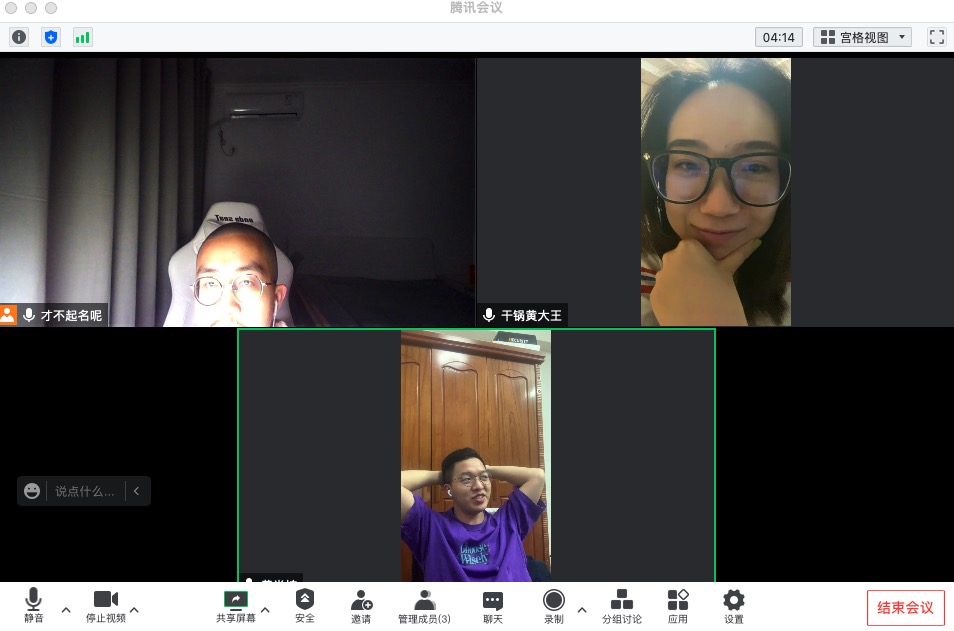 腾讯会议
04:14
宫格视图
才不起名呢
干锅黄大王
说点什么...
静音
停止视频
共享屏幕
安全
邀请
管理成员(3)
聊天
录制
分组讨论
应用
设置
结束会议